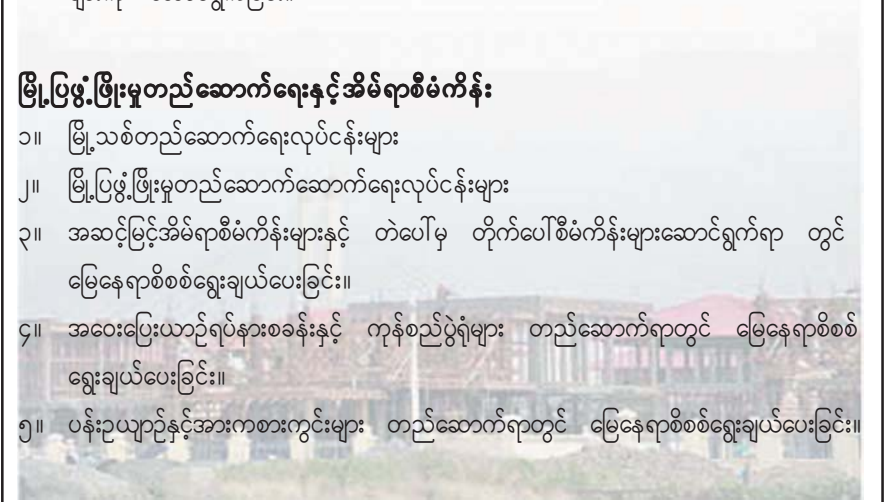 မြို့ပြဖွံ့ဖြိုးမှုတည်ဆောက်ရေးနှင့်အိမ်ရာစီမံကိန်း
၁။ မြို့သစ်တည်ဆောက်ရေးလုပ်ငန်းများ
၂။ မြို့ပြဖွံ့ဖြိုးမှုတည်ဆောက်ဆောက်ရေးလုပ်ငန်းများ
၃။ အဆင့်မြင့်အိမ်ရာစီမံကိန်းများနှင့် တဲပေါ်မှ တိုက်ပေါ်စီမံကိန်းများဆောင်ရွက်ရာ တွင်
မြေနေရာစိစစ်ရွေးချယ်ပေးခြင်း။
၄။ အဝေးပြေးယာဉ်ရပ်နားစခန်းနှင့် ကုန်စည်ပွဲရုံများ တည်ဆောက်ရာတွင် မြေနေရာစိစစ်
ရွေးချယ်ပေးခြင်း။
၅။ ပန်းဥယျာဉ်နှင့်အားကစားကွင်းများ တည်ဆောက်ရာတွင် မြေနေရာစိစစ်ရွေးချယ်ပေးခြင်း။